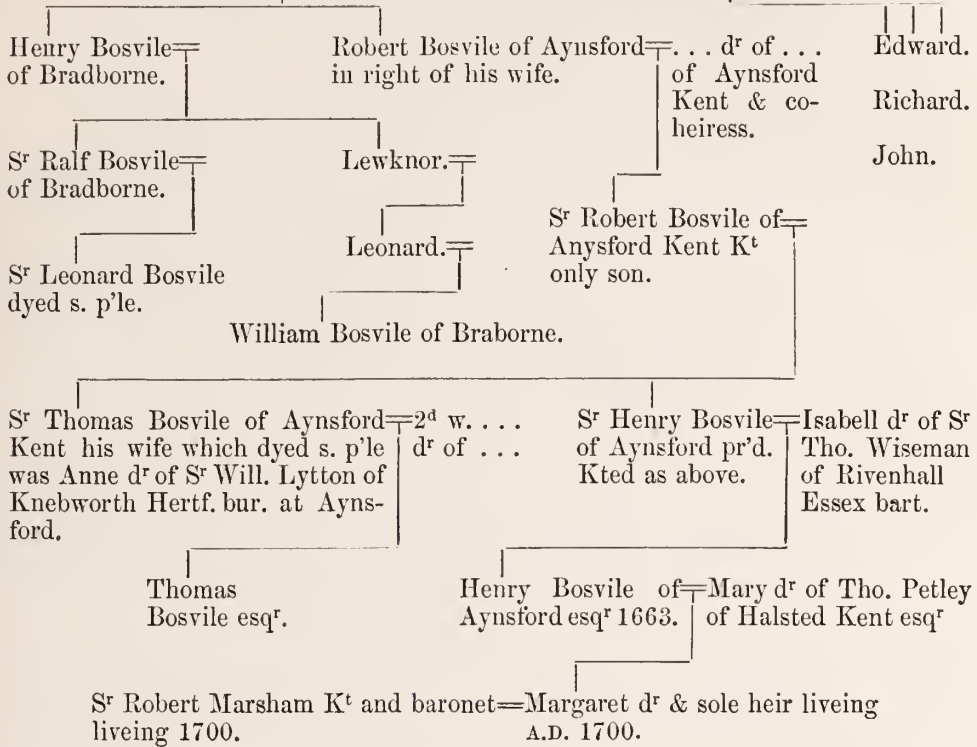 Henry Bosvile
of Bradborne.
Robert Bosvile of Aynsford
in right of his wife.
. . . dʳ of . . .
of Aynsford
Kent & co-
heiress.
Edward.
Richard.
John.
Sʳ Ralf Bosvile
of Bradborne.
Lewknor.
Sʳ Leonard Bosvile
dyed s. p'le.
Leonard.
Sʳ Robert Bosvile of
Anysford Kent Kᵗ
only son.
William Bosvile of Braborne.
Sʳ Thomas Bosvile of Aynsford
Kent his wife which dyed s. p'le
was Anne dʳ of Sʳ Will. Lytton of
Knebworth Hertf. bur. at Ayns-
ford.
2ᵈ w. . . .
dʳ of . . .
Sʳ Henry Bosvile
of Aynsford pr'd.
Kted as above.
Isabell dʳ of Sʳ
Tho. Wiseman
of Rivenhall
Essex bart.
Thomas
Bosvile esqʳ.
Henry Bosvile of
Aynsford esqʳ 1663.
Mary dʳ of Tho. Petley
of Halsted Kent esqʳ
Sʳ Robert Marsham Kᵗ and baronet
liveing 1700.
Margaret dʳ & sole heir liveing
A.D. 1700.